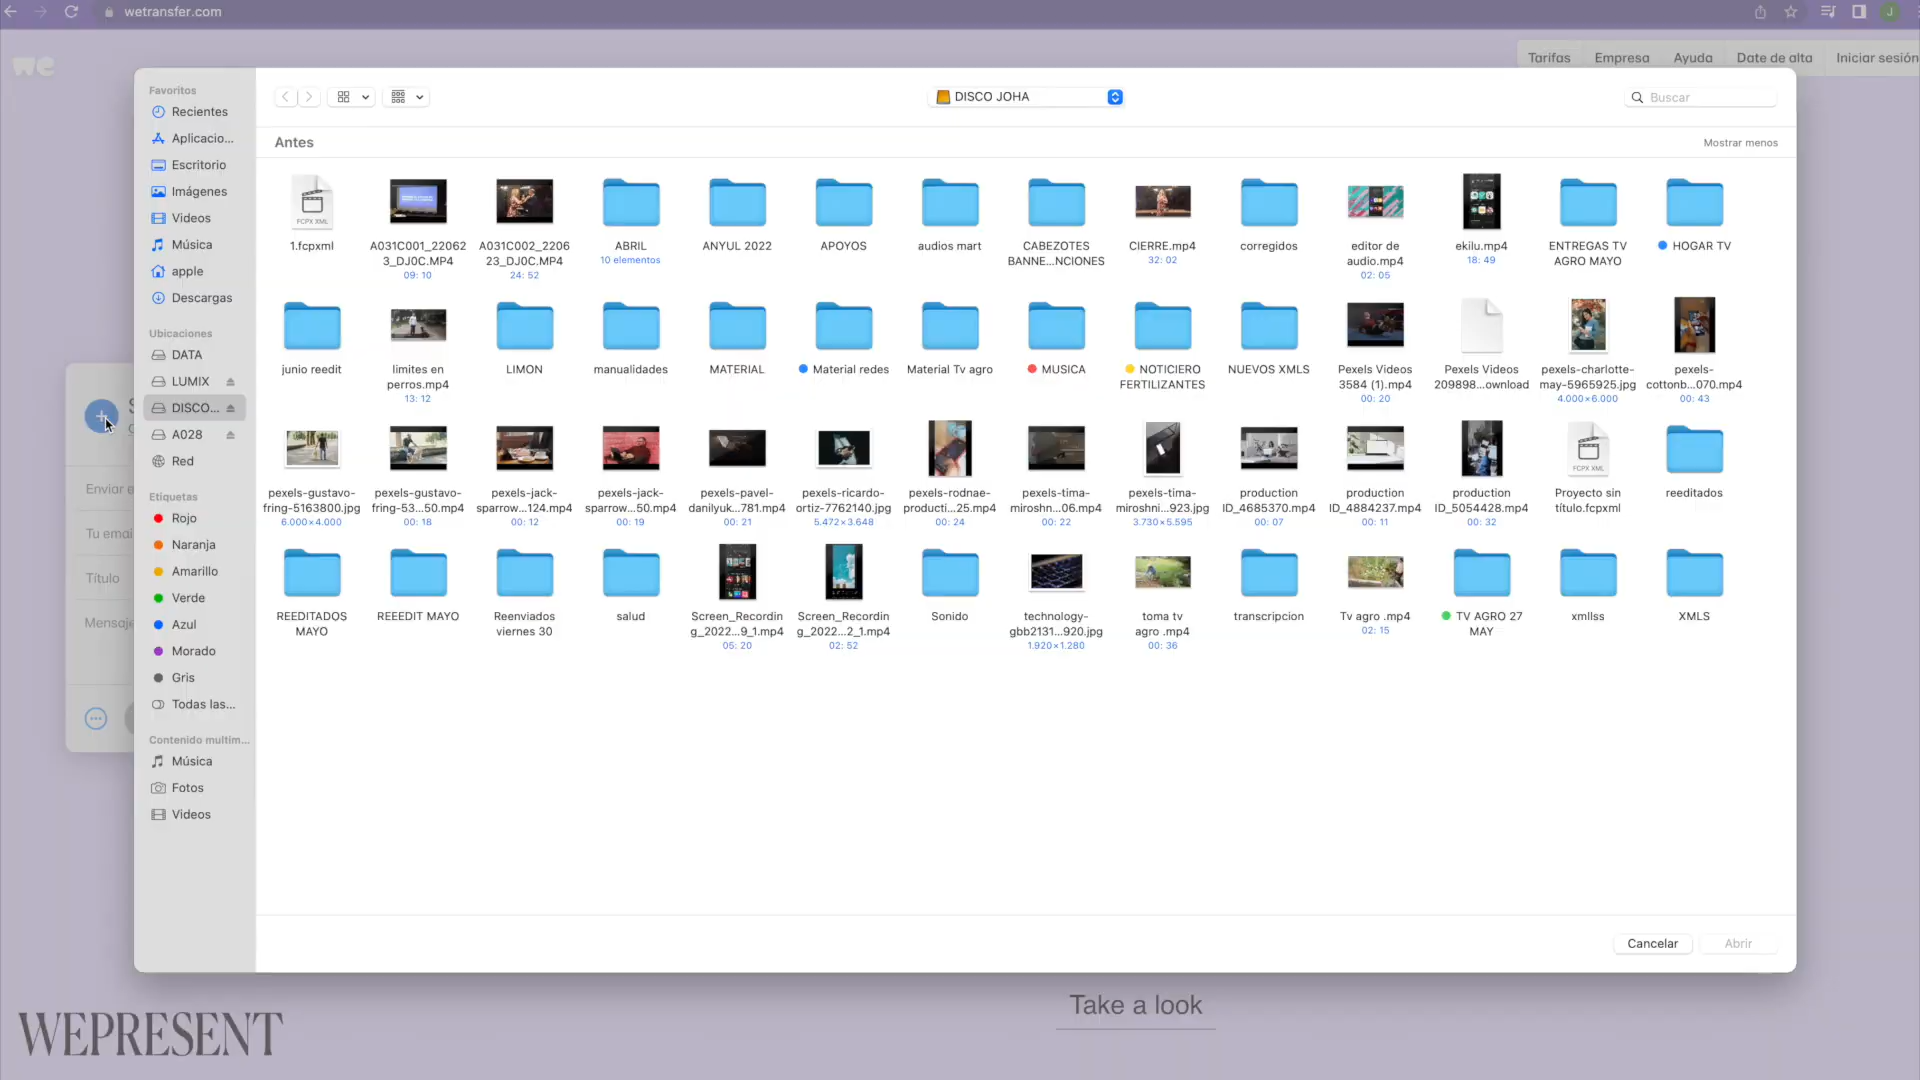 wetransfer.com
J
we
Tarifas
Empresa
Ayuda
Date de alta
Iniciar sesión
Favoritos
Recientes
Aplicacio...
Escritorio
Imágenes
Videos
Música
apple
Descargas
Ubicaciones
DATA
LUMIX
DISCO...
A028
Red
Etiquetas
Rojo
Naranja
Amarillo
Verde
Azul
Morado
Gris
Todas las...
Contenido multim...
Música
Fotos
Videos
Enviar e
Tu emai
Título
Mensaje
DISCO JOHA
Buscar
Antes
Mostrar menos
FCPX XML
1.fcpxml
A031C001_22062
3_DJ0C.MP4
09: 10
A031C002_2206
23_DJ0C.MP4
24: 52
ABRIL
10 elementos
ANYUL 2022
APOYOS
audios mart
CABEZOTES
BANNE...NCIONES
CIERRE.mp4
32: 02
corregidos
editor de
audio.mp4
02: 05
ekilu.mp4
18: 49
ENTREGAS TV
AGRO MAYO
HOGAR TV
junio reedit
limites en
perros.mp4
13: 12
LIMON
manualidades
MATERIAL
Material redes
Material Tv agro
MUSICA
NOTICIERO
FERTILIZANTES
NUEVOS XMLS
Pexels Videos
3584 (1).mp4
00: 20
Pexels Videos
209898...ownload
pexels-charlotte-
may-5965925.jpg
4.000×6.000
pexels-
cottonb...070.mp4
00: 43
pexels-gustavo-
fring-5163800.jpg
6.000×4.000
pexels-gustavo-
fring-53...50.mp4
00: 18
pexels-jack-
sparrow...124.mp4
00: 12
pexels-jack-
sparrow...50.mp4
00: 19
pexels-pavel-
danilyuk...781.mp4
00: 21
pexels-ricardo-
ortiz-7762140.jpg
5.472×3.648
pexels-rodnae-
producti...25.mp4
00: 24
pexels-tima-
miroshn...06.mp4
00: 22
pexels-tima-
miroshni...923.jpg
3.730×5.595
production
ID_4685370.mp4
00: 07
production
ID_4884237.mp4
00: 11
production
ID_5054428.mp4
00: 32
FCPX XML
Proyecto sin
título.fcpxml
reeditados
REEDITADOS
MAYO
REEEDIT MAYO
Reenviados
viernes 30
salud
Screen_Recordin
g_2022...9_1.mp4
05: 20
Screen_Recordin
g_2022...2_1.mp4
02: 52
Sonido
technology-
gbb2131...920.jpg
1.920×1.280
toma tv
agro .mp4
00: 36
transcripcion
Tv agro .mp4
02: 15
TV AGRO 27
MAY
xmllss
XMLS
Cancelar
Abrir
Take a look
WEPRESENT